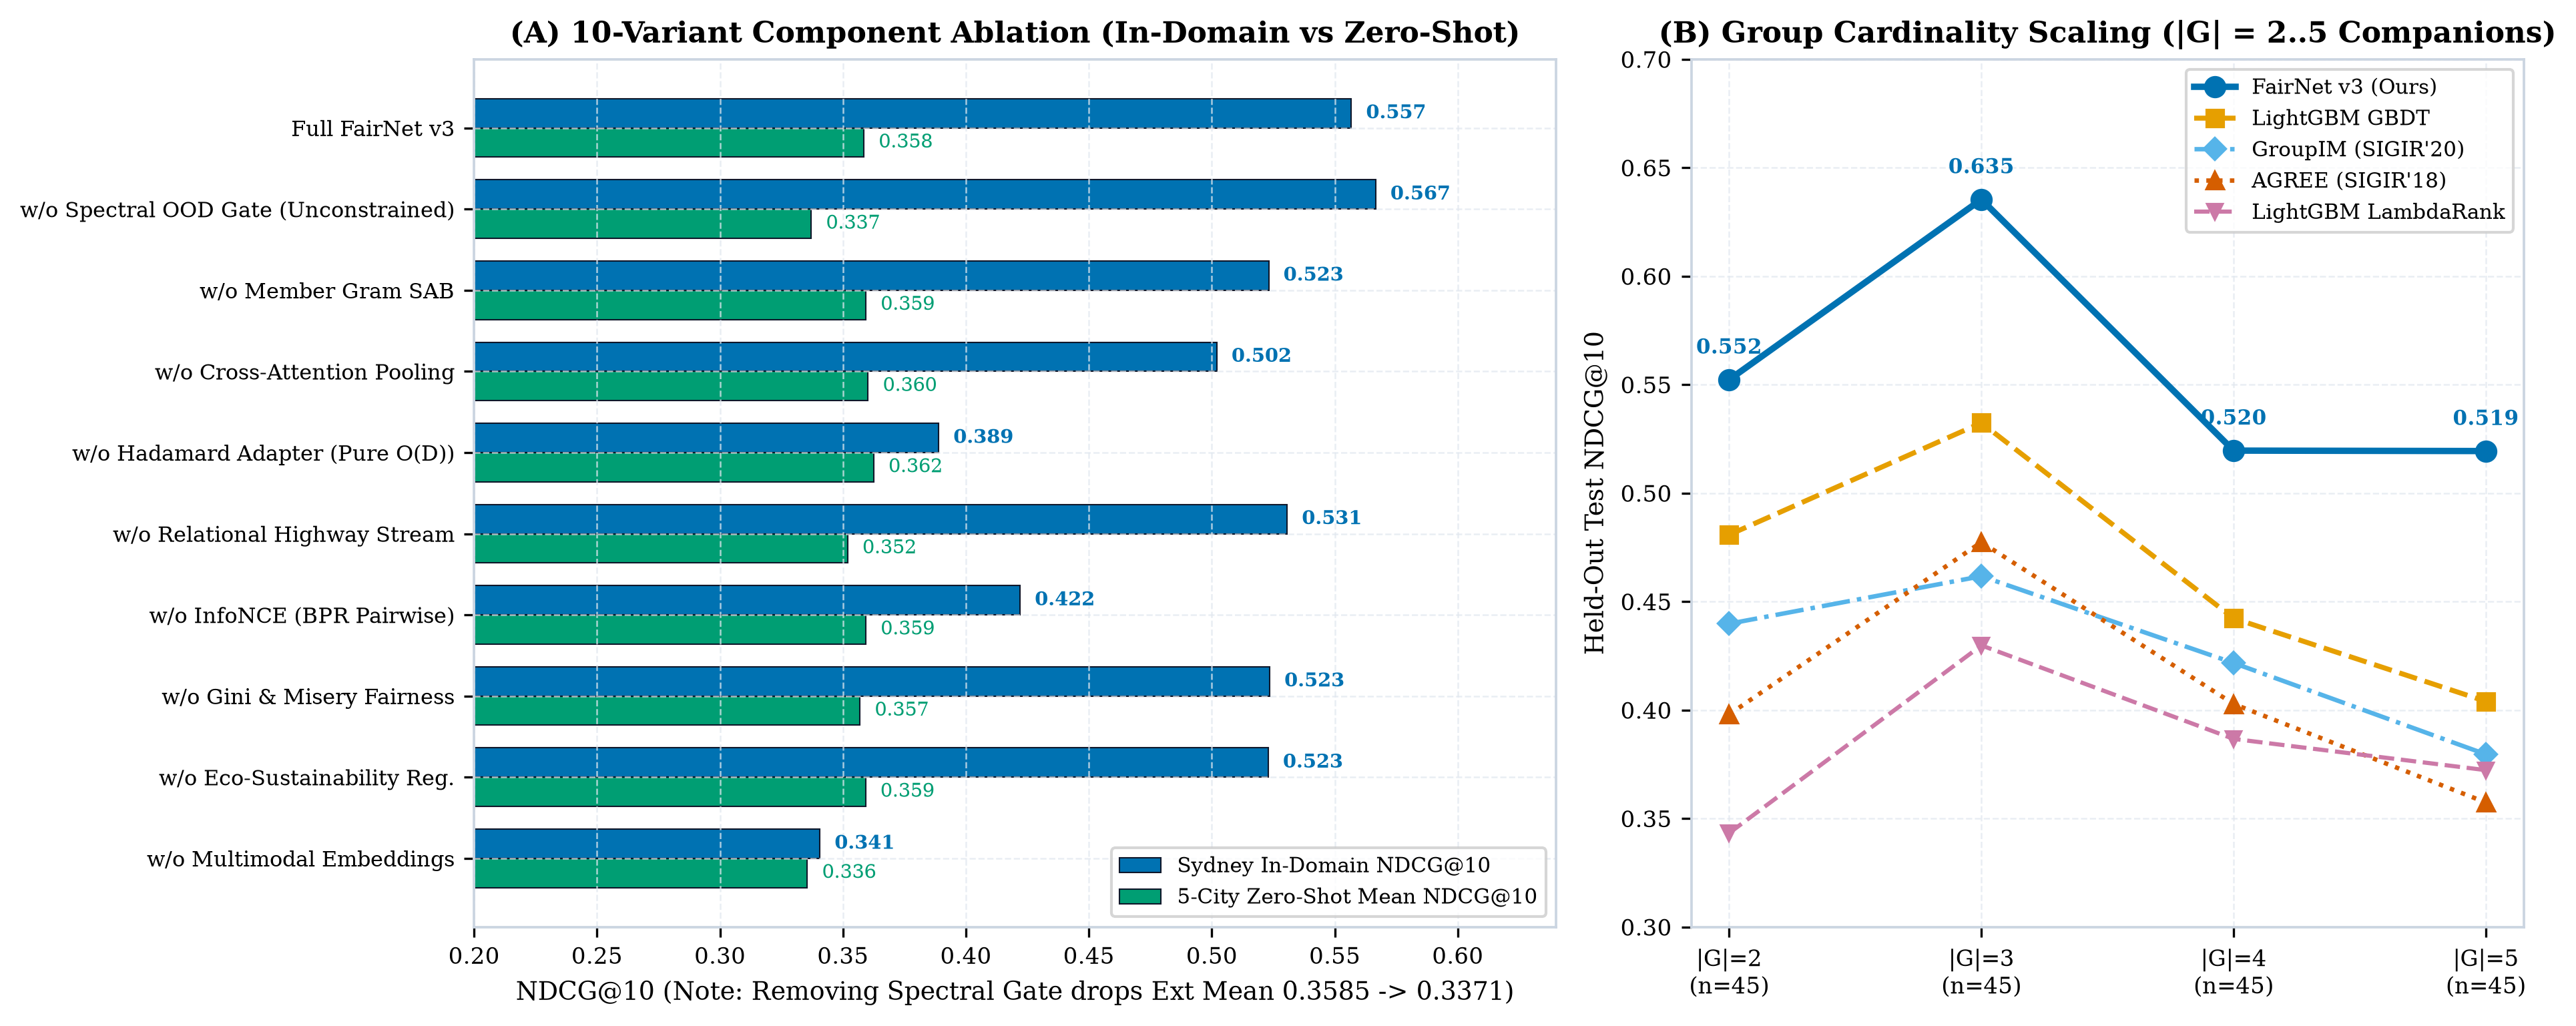 (A) 10-Variant Component Ablation (In-Domain vs Zero-Shot)
Full FairNet v3
0.557
0.358
w/o Spectral OOD Gate (Unconstrained)
0.567
0.337
w/o Member Gram SAB
0.523
0.359
w/o Cross-Attention Pooling
0.502
0.360
w/o Hadamard Adapter (Pure O(D))
0.389
0.362
w/o Relational Highway Stream
0.531
0.352
w/o InfoNCE (BPR Pairwise)
0.422
0.359
w/o Gini & Misery Fairness
0.523
0.357
w/o Eco-Sustainability Reg.
0.523
0.359
w/o Multimodal Embeddings
0.341
0.336
Sydney In-Domain NDCG@10
5-City Zero-Shot Mean NDCG@10
0.20 0.25 0.30 0.35 0.40 0.45 0.50 0.55 0.60
NDCG@10 (Note: Removing Spectral Gate drops Ext Mean 0.3585 -> 0.3371)
(B) Group Cardinality Scaling (|G| = 2..5 Companions)
Held-Out Test NDCG@10
0.70
0.65
0.60
0.55
0.50
0.45
0.40
0.35
0.30
FairNet v3 (Ours)
LightGBM GBDT
GroupIM (SIGIR'20)
AGREE (SIGIR'18)
LightGBM LambdaRank
0.552
0.635
0.520
0.519
|G|=2 |G|=3 |G|=4 |G|=5
(n=45) (n=45) (n=45) (n=45)